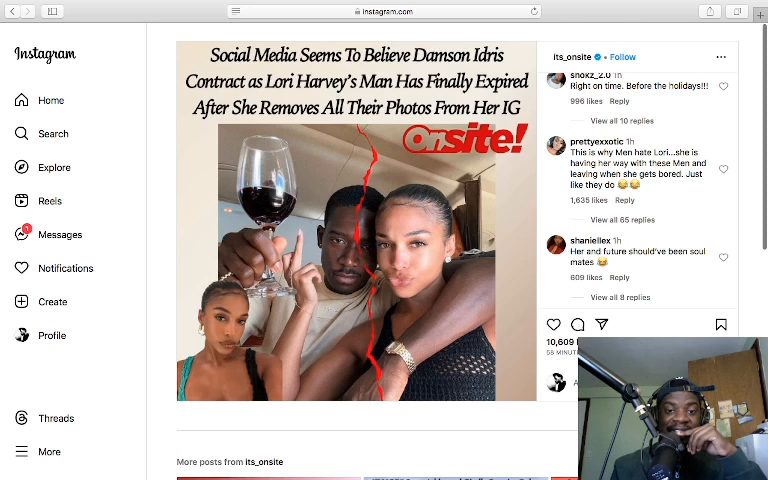 instagram.com
Instagram
Home
Search
Explore
Reels
1
Messages
Notifications
Create
Profile
Threads
More
Social Media Seems To Believe Damson Idris
Contract as Lori Harvey's Man Has Finally Expired
After She Removes All Their Photos From Her IG
Onsite!
its_onsite • Follow
shokz_2.0 1h
Right on time. Before the holidays!!!
996 likes Reply
View all 10 replies
prettyexxotic 1h
This is why Men hate Lori...she is
having her way with these Men and
leaving when she gets bored. Just
like they do 😂😂
1,635 likes Reply
View all 65 replies
shaniellex 1h
Her and future should've been soul
mates 😂
609 likes Reply
View all 8 replies
10,609
58 MINUT
A
More posts from its_onsite